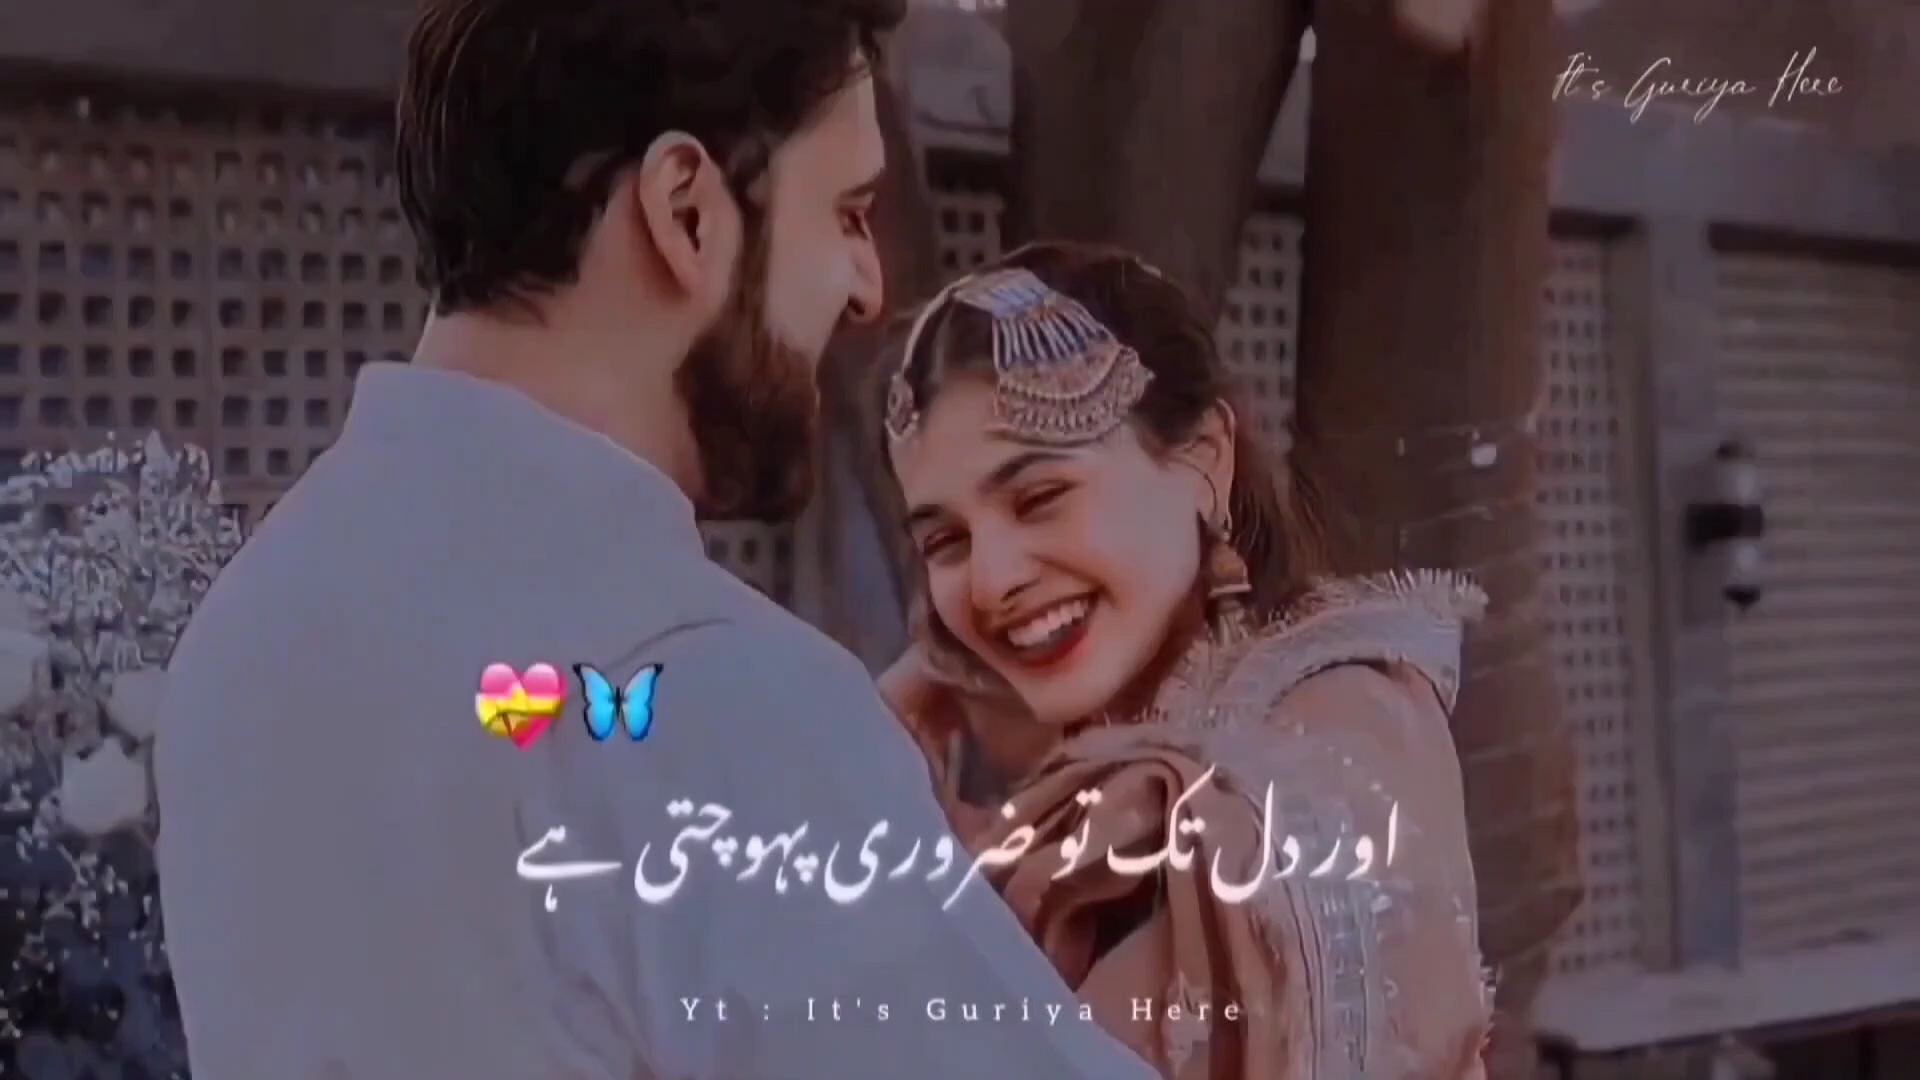 It's Guriya Here
💝🦋
اور دل تک تو ضروری پہوچتی ہے
Yt : It's Guriya Here